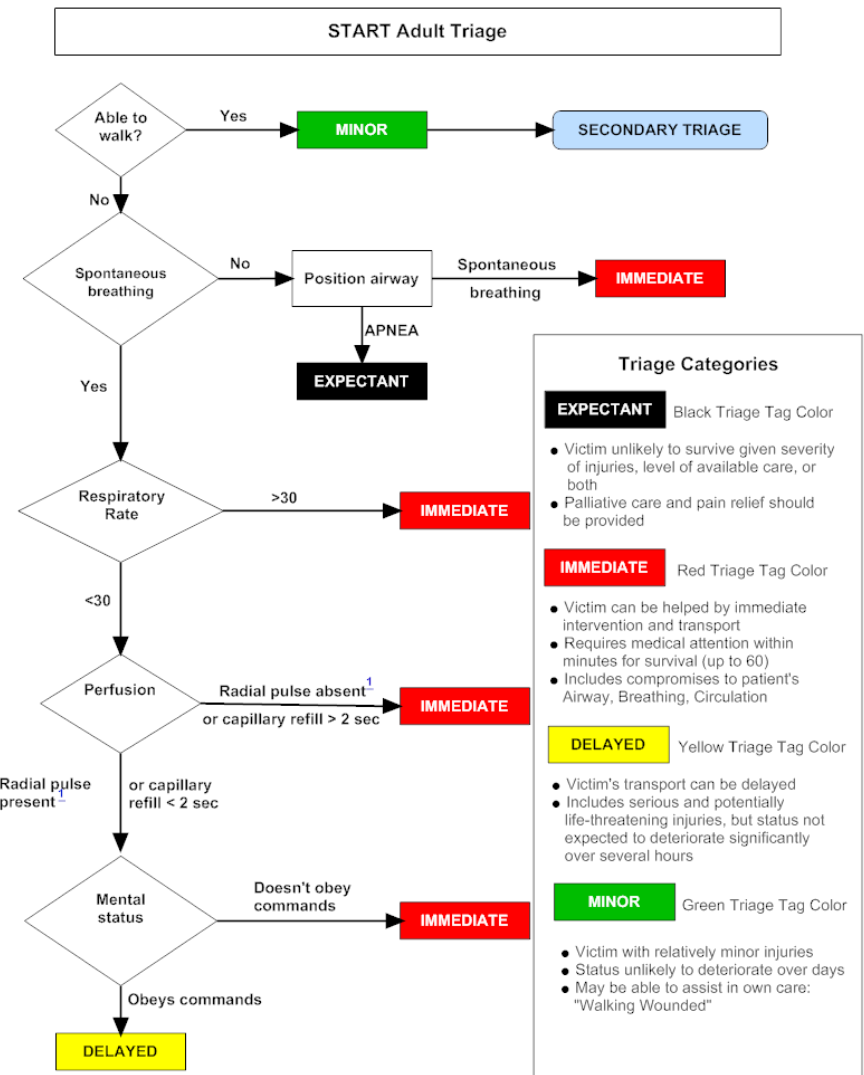 START Adult Triage
Able to
walk?
Yes
MINOR
SECONDARY TRIAGE
No
Spontaneous
breathing
No
Position airway
Spontaneous
breathing
IMMEDIATE
APNEA
EXPECTANT
Yes
Respiratory
Rate
>30
IMMEDIATE
<30
Perfusion
Radial pulse absent1
or capillary refill > 2 sec
IMMEDIATE
Radial pulse
present1
or capillary
refill < 2 sec
Mental
status
Doesn't obey
commands
IMMEDIATE
Obeys commands
DELAYED
Triage Categories
EXPECTANT Black Triage Tag Color
● Victim unlikely to survive given severity
of injuries, level of available care, or
both
● Palliative care and pain relief should
be provided
IMMEDIATE Red Triage Tag Color
● Victim can be helped by immediate
intervention and transport
● Requires medical attention within
minutes for survival (up to 60)
● Includes compromises to patient's
Airway, Breathing, Circulation
DELAYED Yellow Triage Tag Color
● Victim's transport can be delayed
● Includes serious and potentially
life-threatening injuries, but status not
expected to deteriorate significantly
over several hours
MINOR Green Triage Tag Color
● Victim with relatively minor injuries
● Status unlikely to deteriorate over days
● May be able to assist in own care:
"Walking Wounded"